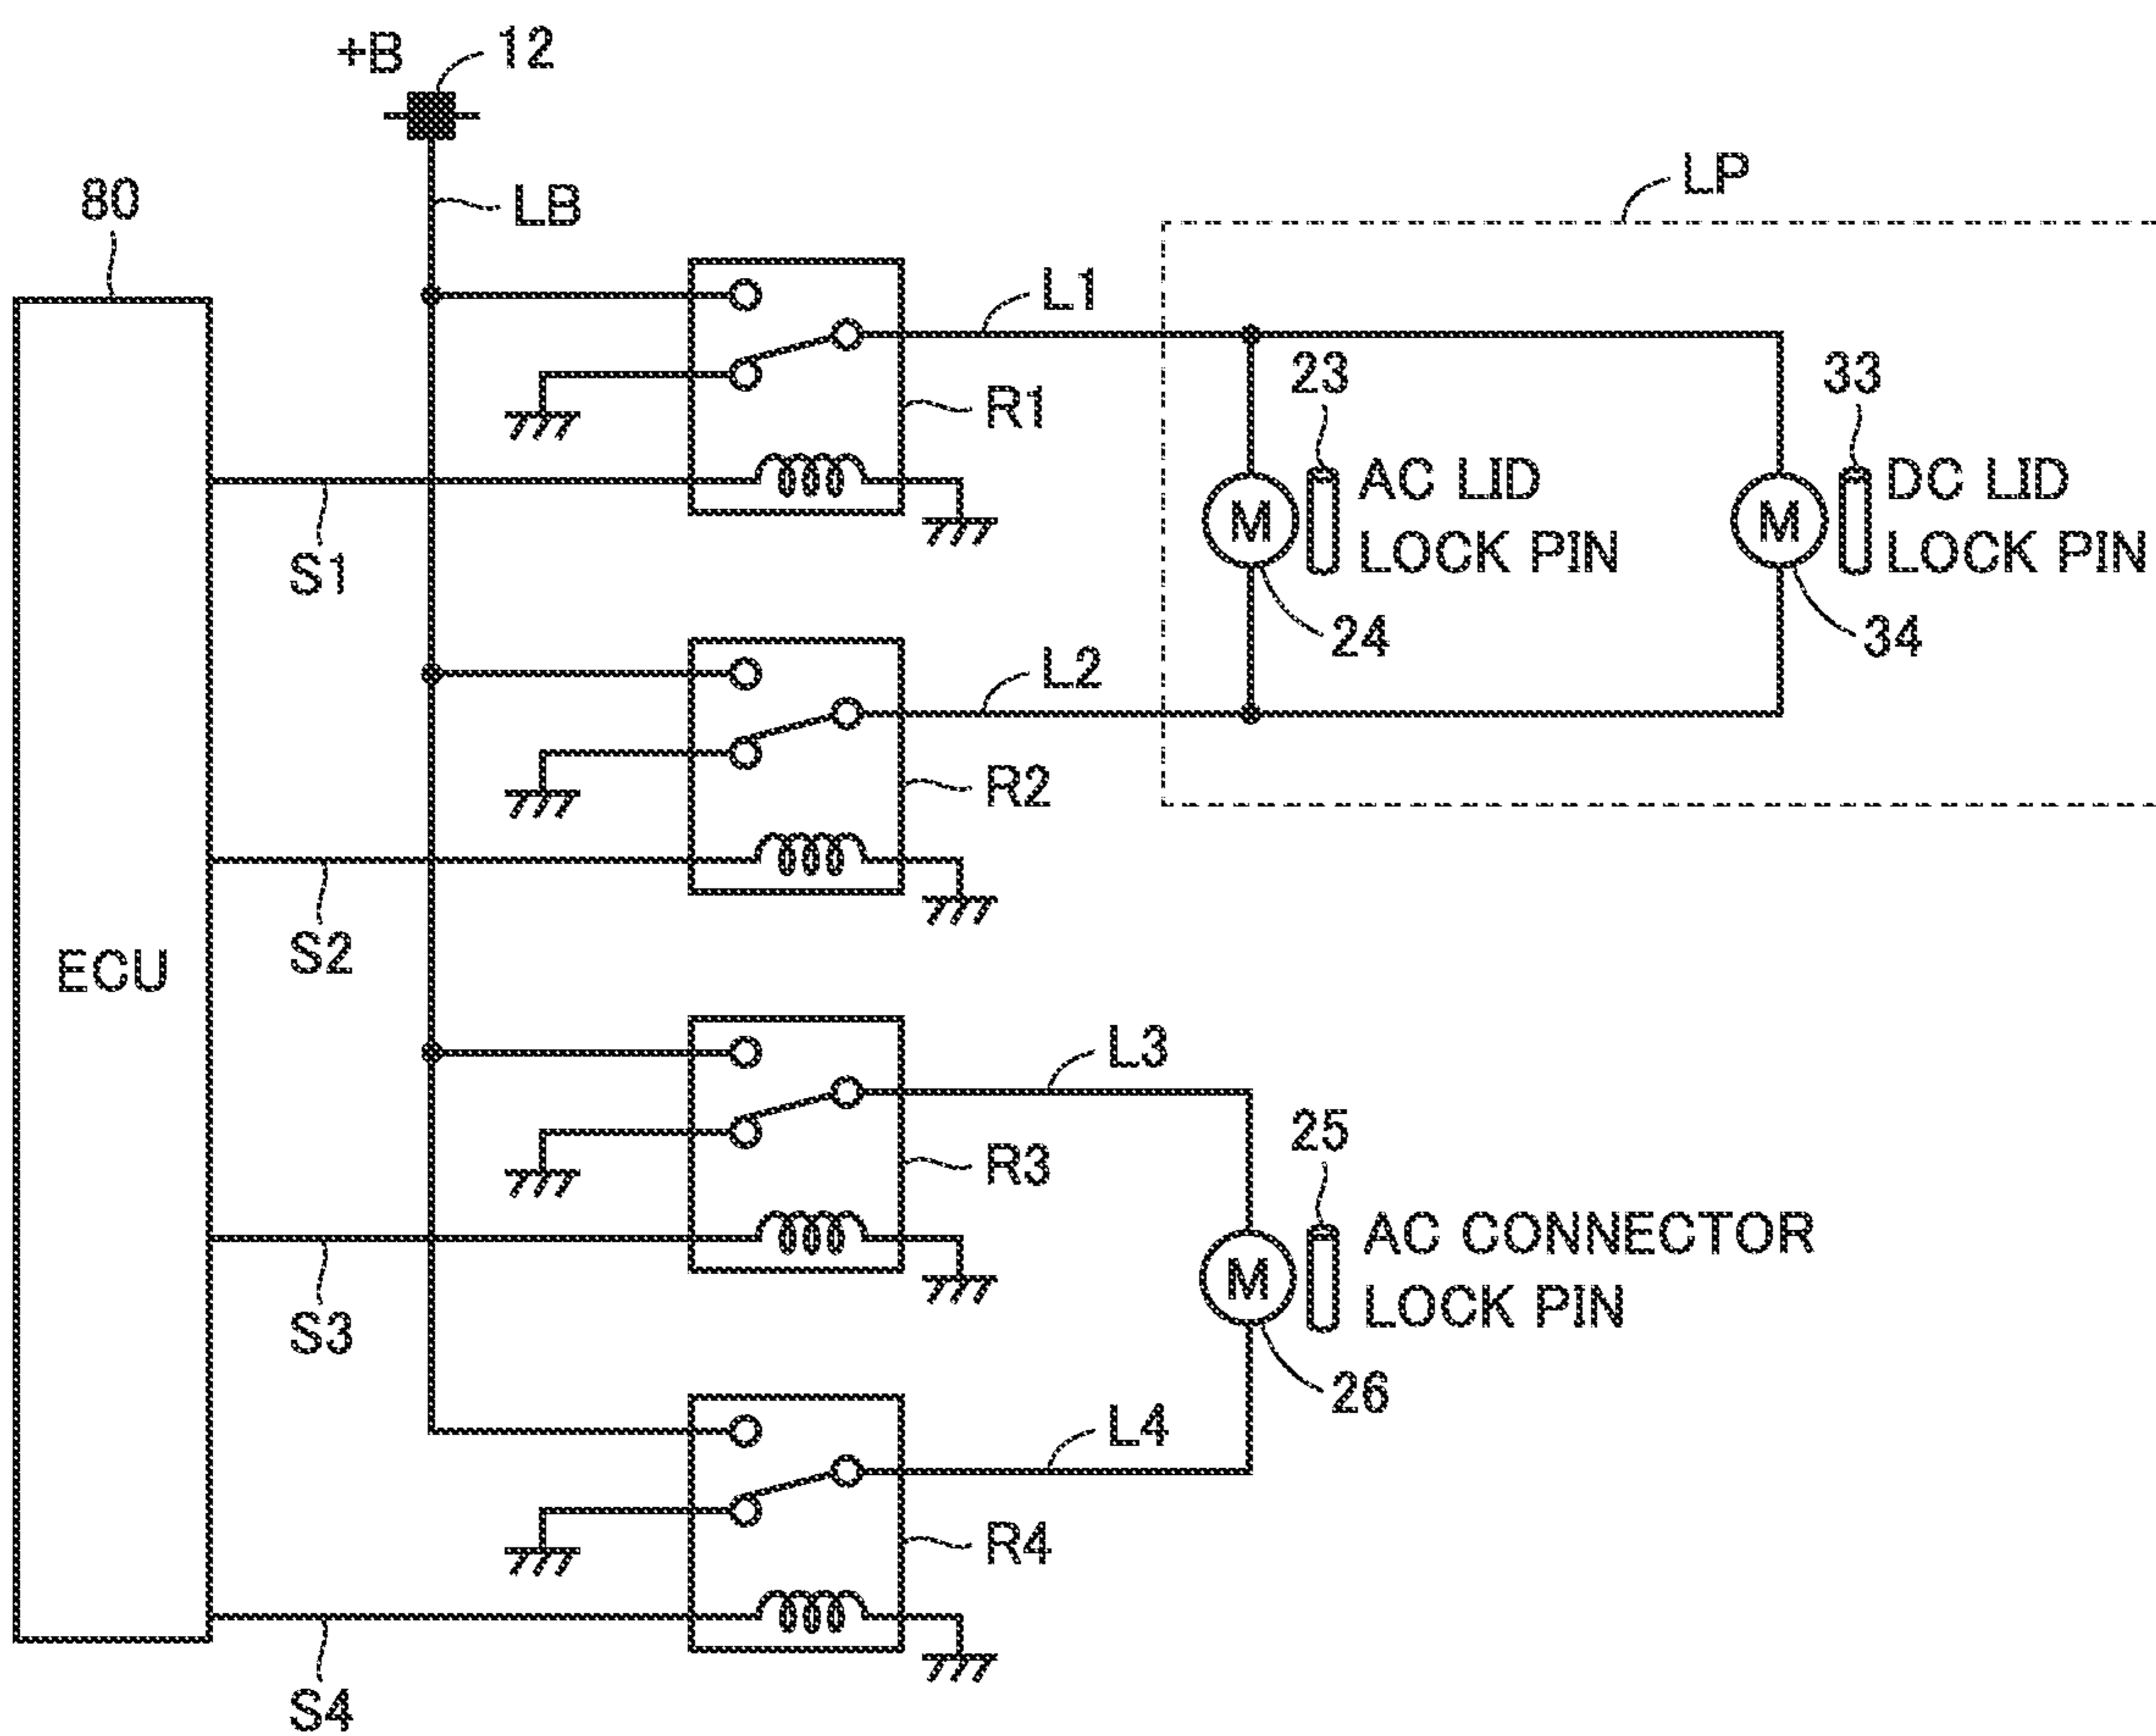 +B 12
LP
80
LB
L1
23
33
R1
AC LID
LOCK PIN
DC LID
LOCK PIN
M
M
S1
24
34
L2
R2
S2
ECU
L3
25
R3
AC CONNECTOR
LOCK PIN
M
S3
26
L4
R4
S4